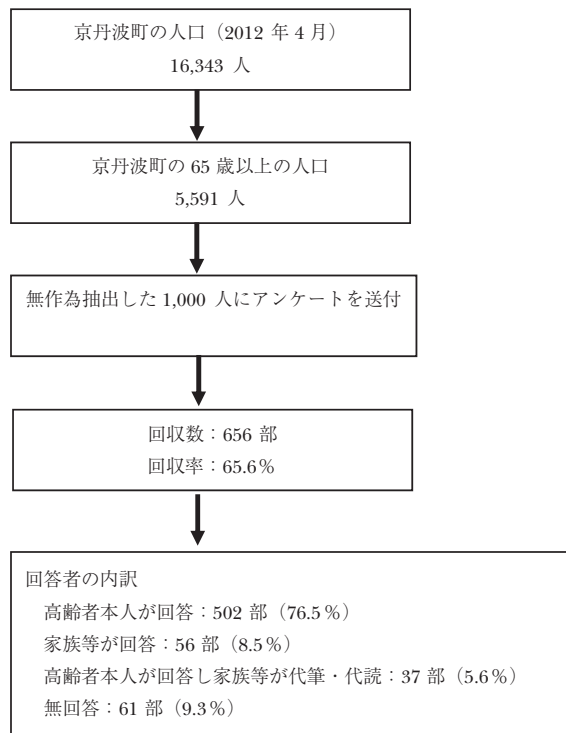 京丹波町の人口（2012 年 4 月）
16,343 人
京丹波町の 65 歳以上の人口
5,591 人
無作為抽出した 1,000 人にアンケートを送付
回収数：656 部
回収率：65.6％
回答者の内訳
高齢者本人が回答：502 部（76.5％）
家族等が回答：56 部（8.5％）
高齢者本人が回答し家族等が代筆・代読：37 部（5.6％）
無回答：61 部（9.3％）